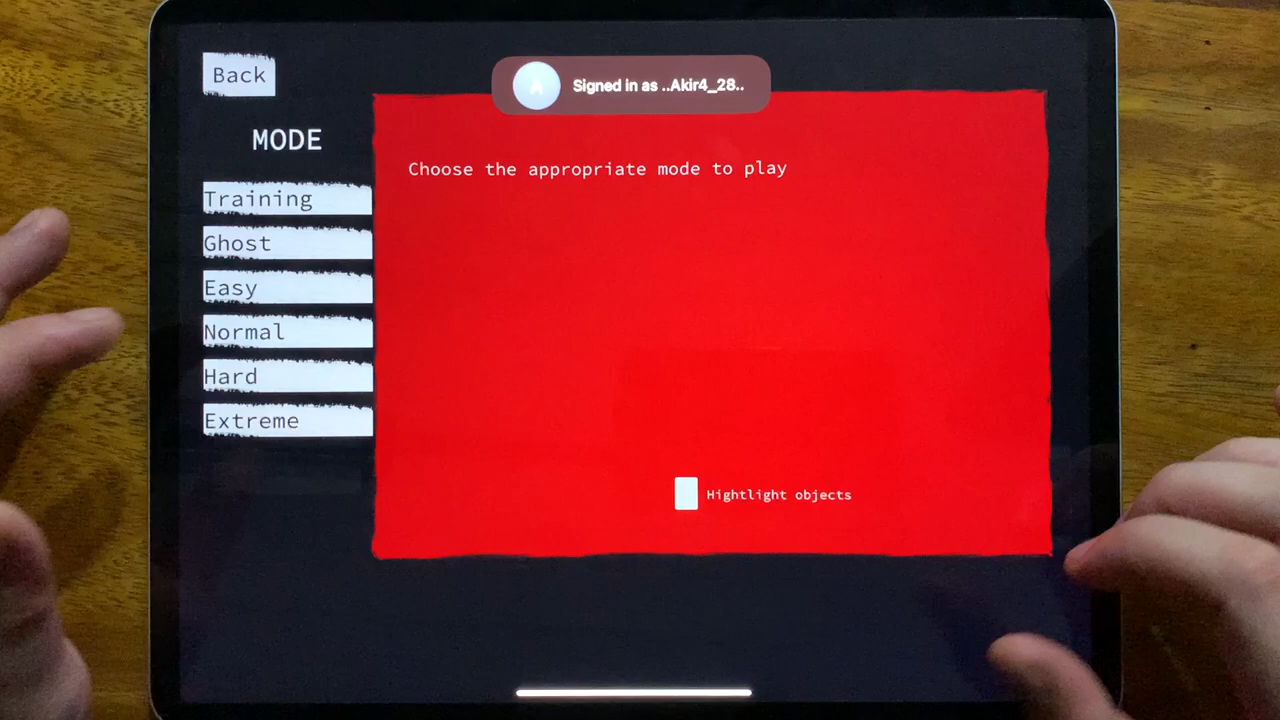 Back
A
Signed in as ..Akir4_28..
MODE
Choose the appropriate mode to play
Training
Ghost
Easy
Normal
Hard
Extreme
Hightlight objects